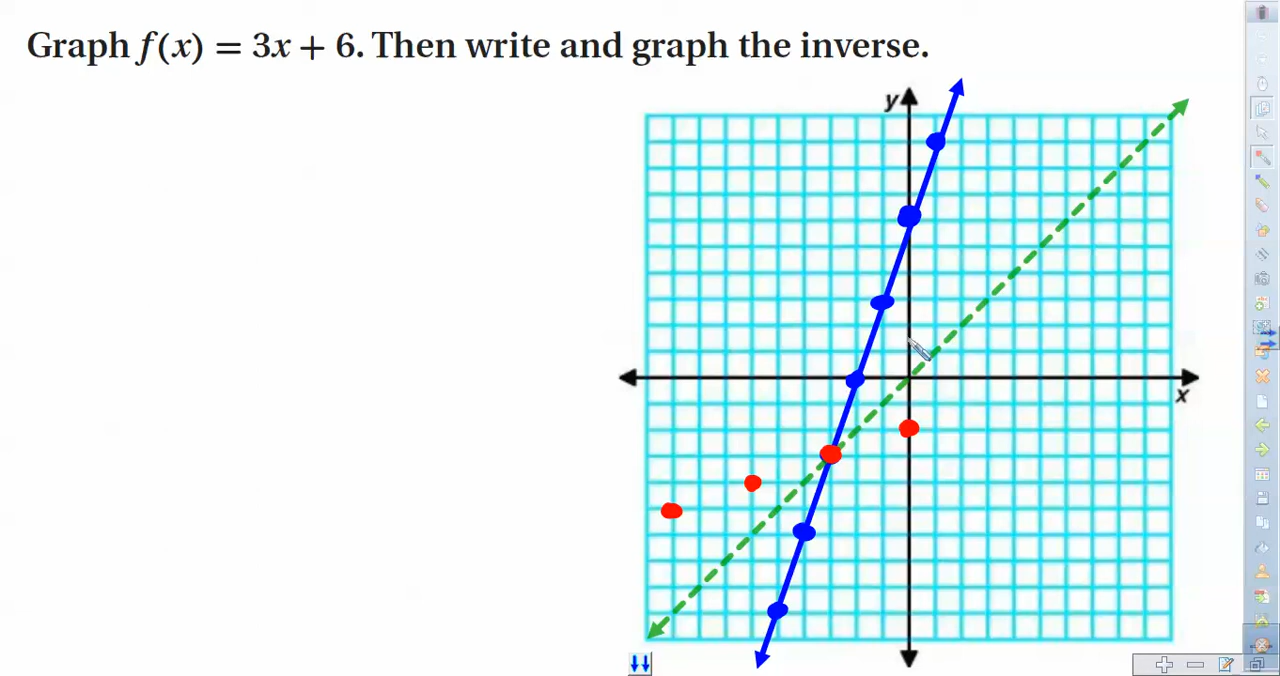 Graph f(x) = 3x + 6. Then write and graph the inverse.
y
x